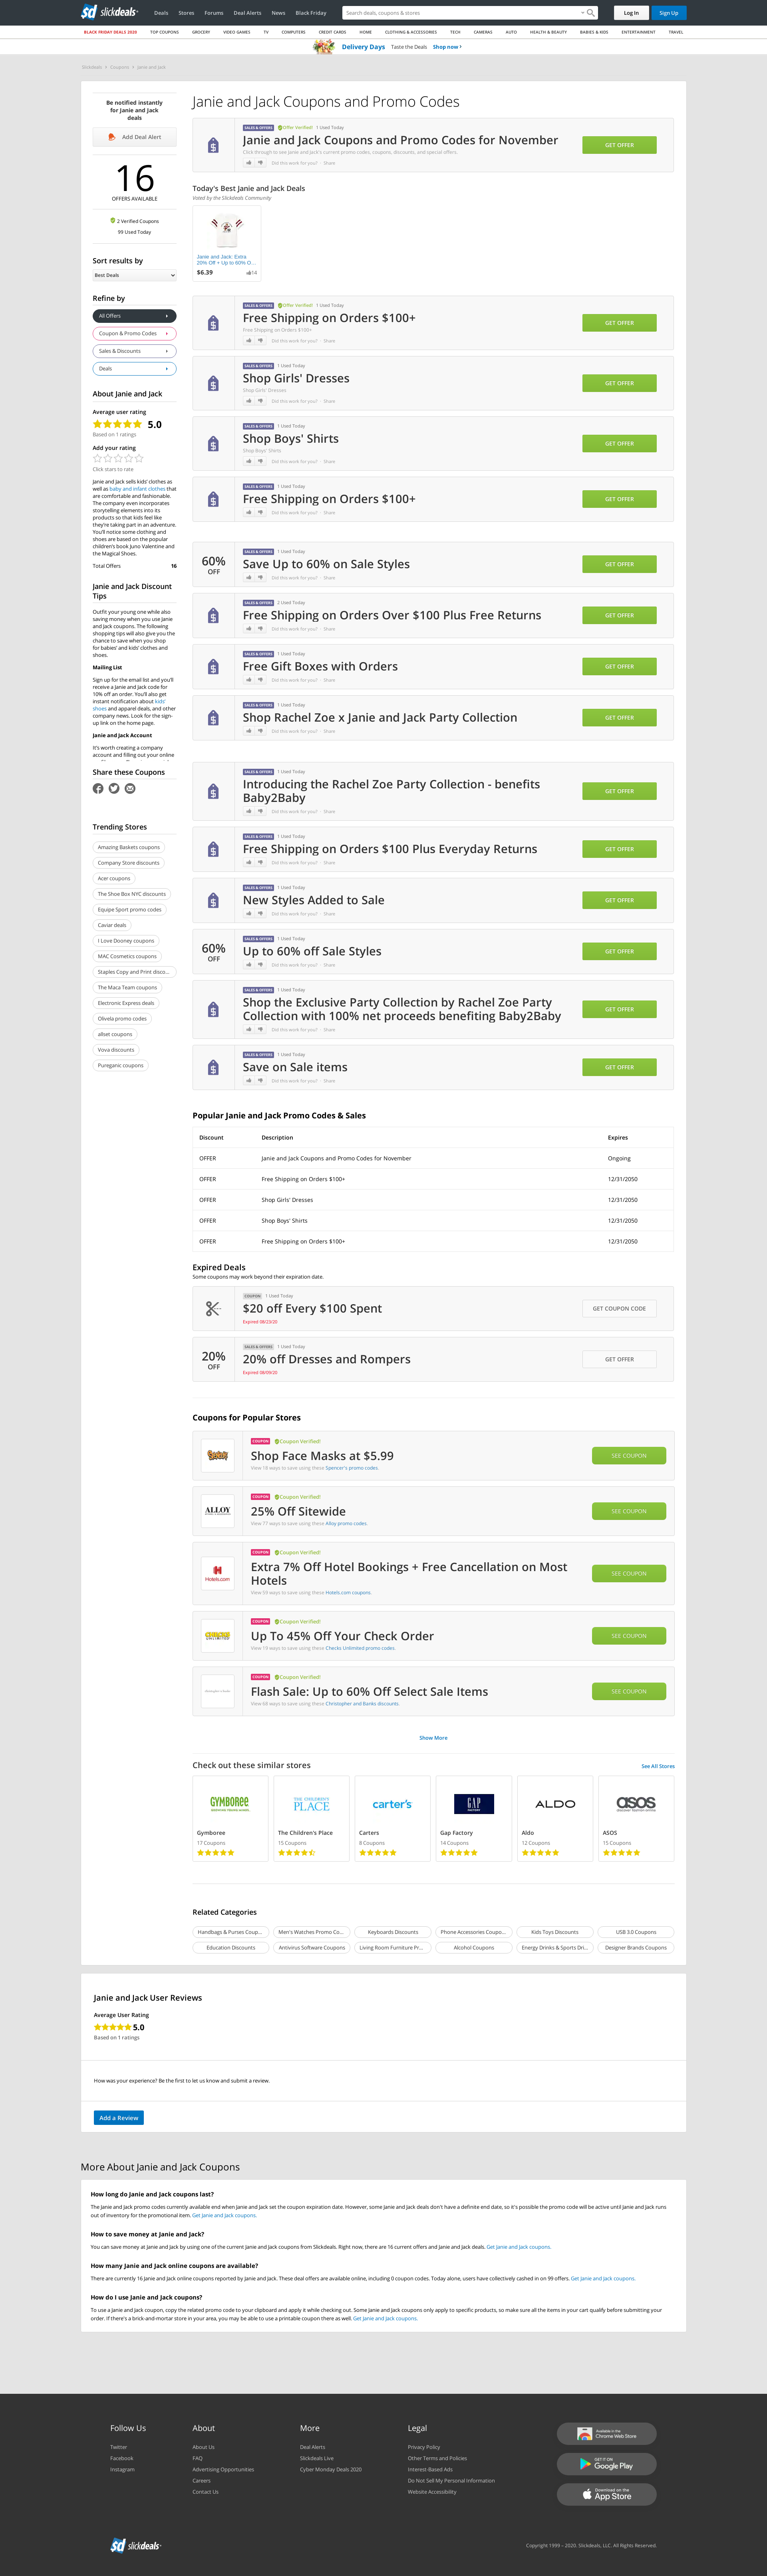 slickdeals
Deals Stores Forums Deal Alerts News Black Friday
Search deals, coupons & stores
Log In Sign Up
BLACK FRIDAY DEALS 2020 TOP COUPONS GROCERY VIDEO GAMES TV COMPUTERS CREDIT CARDS HOME CLOTHING & ACCESSORIES TECH CAMERAS AUTO HEALTH & BEAUTY BABIES & KIDS ENTERTAINMENT TRAVEL
Delivery Days Taste the Deals Shop now
Slickdeals > Coupons > Janie and Jack
Be notified instantly
for Janie and Jack
deals
Add Deal Alert
16
OFFERS AVAILABLE
2 Verified Coupons
99 Used Today
Sort results by
Best Deals
Refine by
All Offers
Coupon & Promo Codes
Sales & Discounts
Deals
About Janie and Jack
Average user rating
5.0
Based on 1 ratings
Add your rating
Click stars to rate
Janie and Jack sells kids' clothes as
well as baby and infant clothes that
are comfortable and fashionable.
The company even incorporates
storytelling elements into its
products so that kids feel like
they're taking part in an adventure.
You'll notice some clothing and
shoes are based on the popular
children's book Juno Valentine and
the Magical Shoes.
Total Offers 16
Janie and Jack Discount
Tips
Outfit your young one while also
saving money when you use Janie
and Jack coupons. The following
shopping tips will also give you the
chance to save when you shop
for babies' and kids' clothes and
shoes.
Mailing List
Sign up for the email list and you'll
receive a Janie and Jack code for
10% off an order. You'll also get
instant notification about kids'
shoes and apparel deals, and other
company news. Look for the sign-
up link on the home page.
Janie and Jack Account
It's worth creating a company
account and filling out your online
Share these Coupons
Trending Stores
Amazing Baskets coupons
Company Store discounts
Acer coupons
The Shoe Box NYC discounts
Equipe Sport promo codes
Caviar deals
I Love Dooney coupons
MAC Cosmetics coupons
Staples Copy and Print disco...
The Maca Team coupons
Electronic Express deals
Olivela promo codes
allset coupons
Vova discounts
Pureganic coupons
Janie and Jack Coupons and Promo Codes
SALES & OFFERS Offer Verified! 1 Used Today
Janie and Jack Coupons and Promo Codes for November
Click through to see Janie and Jack's current promo codes, coupons, discounts, and special offers.
Did this work for you? · Share
GET OFFER
Today's Best Janie and Jack Deals
Voted by the Slickdeals Community
Janie and Jack: Extra
20% Off + Up to 60% O...
$6.39 14
SALES & OFFERS Offer Verified! 1 Used Today
Free Shipping on Orders $100+
Free Shipping on Orders $100+
Did this work for you? · Share
GET OFFER
SALES & OFFERS 1 Used Today
Shop Girls' Dresses
Shop Girls' Dresses
Did this work for you? · Share
GET OFFER
SALES & OFFERS 1 Used Today
Shop Boys' Shirts
Shop Boys' Shirts
Did this work for you? · Share
GET OFFER
SALES & OFFERS 1 Used Today
Free Shipping on Orders $100+
Did this work for you? · Share
GET OFFER
60%
OFF
SALES & OFFERS 1 Used Today
Save Up to 60% on Sale Styles
Did this work for you? · Share
GET OFFER
SALES & OFFERS 2 Used Today
Free Shipping on Orders Over $100 Plus Free Returns
Did this work for you? · Share
GET OFFER
SALES & OFFERS 1 Used Today
Free Gift Boxes with Orders
Did this work for you? · Share
GET OFFER
SALES & OFFERS 1 Used Today
Shop Rachel Zoe x Janie and Jack Party Collection
Did this work for you? · Share
GET OFFER
SALES & OFFERS 1 Used Today
Introducing the Rachel Zoe Party Collection - benefits
Baby2Baby
Did this work for you? · Share
GET OFFER
SALES & OFFERS 1 Used Today
Free Shipping on Orders $100 Plus Everyday Returns
Did this work for you? · Share
GET OFFER
SALES & OFFERS 1 Used Today
New Styles Added to Sale
Did this work for you? · Share
GET OFFER
60%
OFF
SALES & OFFERS 1 Used Today
Up to 60% off Sale Styles
Did this work for you? · Share
GET OFFER
SALES & OFFERS 1 Used Today
Shop the Exclusive Party Collection by Rachel Zoe Party
Collection with 100% net proceeds benefiting Baby2Baby
Did this work for you? · Share
GET OFFER
SALES & OFFERS 1 Used Today
Save on Sale items
Did this work for you? · Share
GET OFFER
Popular Janie and Jack Promo Codes & Sales
Discount Description Expires
OFFER Janie and Jack Coupons and Promo Codes for November Ongoing
OFFER Free Shipping on Orders $100+ 12/31/2050
OFFER Shop Girls' Dresses 12/31/2050
OFFER Shop Boys' Shirts 12/31/2050
OFFER Free Shipping on Orders $100+ 12/31/2050
Expired Deals
Some coupons may work beyond their expiration date.
COUPON 1 Used Today
$20 off Every $100 Spent
Expired 08/23/20
GET COUPON CODE
20%
OFF
SALES & OFFERS 1 Used Today
20% off Dresses and Rompers
Expired 08/09/20
GET OFFER
Coupons for Popular Stores
Spencer's
COUPON Coupon Verified!
Shop Face Masks at $5.99
View 18 ways to save using these Spencer's promo codes.
SEE COUPON
ALLOY
COUPON Coupon Verified!
25% Off Sitewide
View 77 ways to save using these Alloy promo codes.
SEE COUPON
Hotels.com
COUPON Coupon Verified!
Extra 7% Off Hotel Bookings + Free Cancellation on Most
Hotels
View 53 ways to save using these Hotels.com coupons.
SEE COUPON
CHECKS UNLIMITED
COUPON Coupon Verified!
Up To 45% Off Your Check Order
View 19 ways to save using these Checks Unlimited promo codes.
SEE COUPON
COUPON Coupon Verified!
Flash Sale: Up to 60% Off Select Sale Items
View 68 ways to save using these Christopher and Banks discounts.
SEE COUPON
Show More
Check out these similar stores See All Stores
GYMBOREE THE CHILDREN'S PLACE carter's GAP FACTORY ALDO asos
Gymboree The Children's Place Carters Gap Factory Aldo ASOS
17 Coupons 15 Coupons 8 Coupons 14 Coupons 12 Coupons 15 Coupons
Related Categories
Handbags & Purses Coup... Men's Watches Promo Co... Keyboards Discounts Phone Accessories Coupo... Kids Toys Discounts USB 3.0 Coupons
Education Discounts Antivirus Software Coupons Living Room Furniture Pr... Alcohol Coupons Energy Drinks & Sports Dri... Designer Brands Coupons
Janie and Jack User Reviews
Average User Rating
5.0
Based on 1 ratings
How was your experience? Be the first to let us know and submit a review.
Add a Review
More About Janie and Jack Coupons
How long do Janie and Jack coupons last?
The Janie and Jack promo codes currently available end when Janie and Jack set the coupon expiration date. However, some Janie and Jack deals don't have a definite end date, so it's possible the promo code will be active until Janie and Jack runs
out of inventory for the promotional item. Get Janie and Jack coupons.
How to save money at Janie and Jack?
You can save money at Janie and Jack by using one of the current Janie and Jack coupons from Slickdeals. Right now, there are 16 current offers and Janie and Jack deals. Get Janie and Jack coupons.
How many Janie and Jack online coupons are available?
There are currently 16 Janie and Jack online coupons reported by Janie and Jack. These deal offers are available online, including 0 coupon codes. Today alone, users have collectively cashed in on 99 offers. Get Janie and Jack coupons.
How do I use Janie and Jack coupons?
To use a Janie and Jack coupon, copy the related promo code to your clipboard and apply it while checking out. Some Janie and Jack coupons only apply to specific products, so make sure all the items in your cart qualify before submitting your
order. If there's a brick-and-mortar store in your area, you may be able to use a printable coupon there as well. Get Janie and Jack coupons.
Follow Us About More Legal
Twitter About Us Deal Alerts Privacy Policy
Facebook FAQ Slickdeals Live Other Terms and Policies
Instagram Advertising Opportunities Cyber Monday Deals 2020 Interest-Based Ads
Careers Do Not Sell My Personal Information
Contact Us Website Accessibility
Available in the
Chrome Web Store
GET IT ON
Google Play
Download on the
App Store
slickdeals
Copyright 1999 – 2020. Slickdeals, LLC. All Rights Reserved.